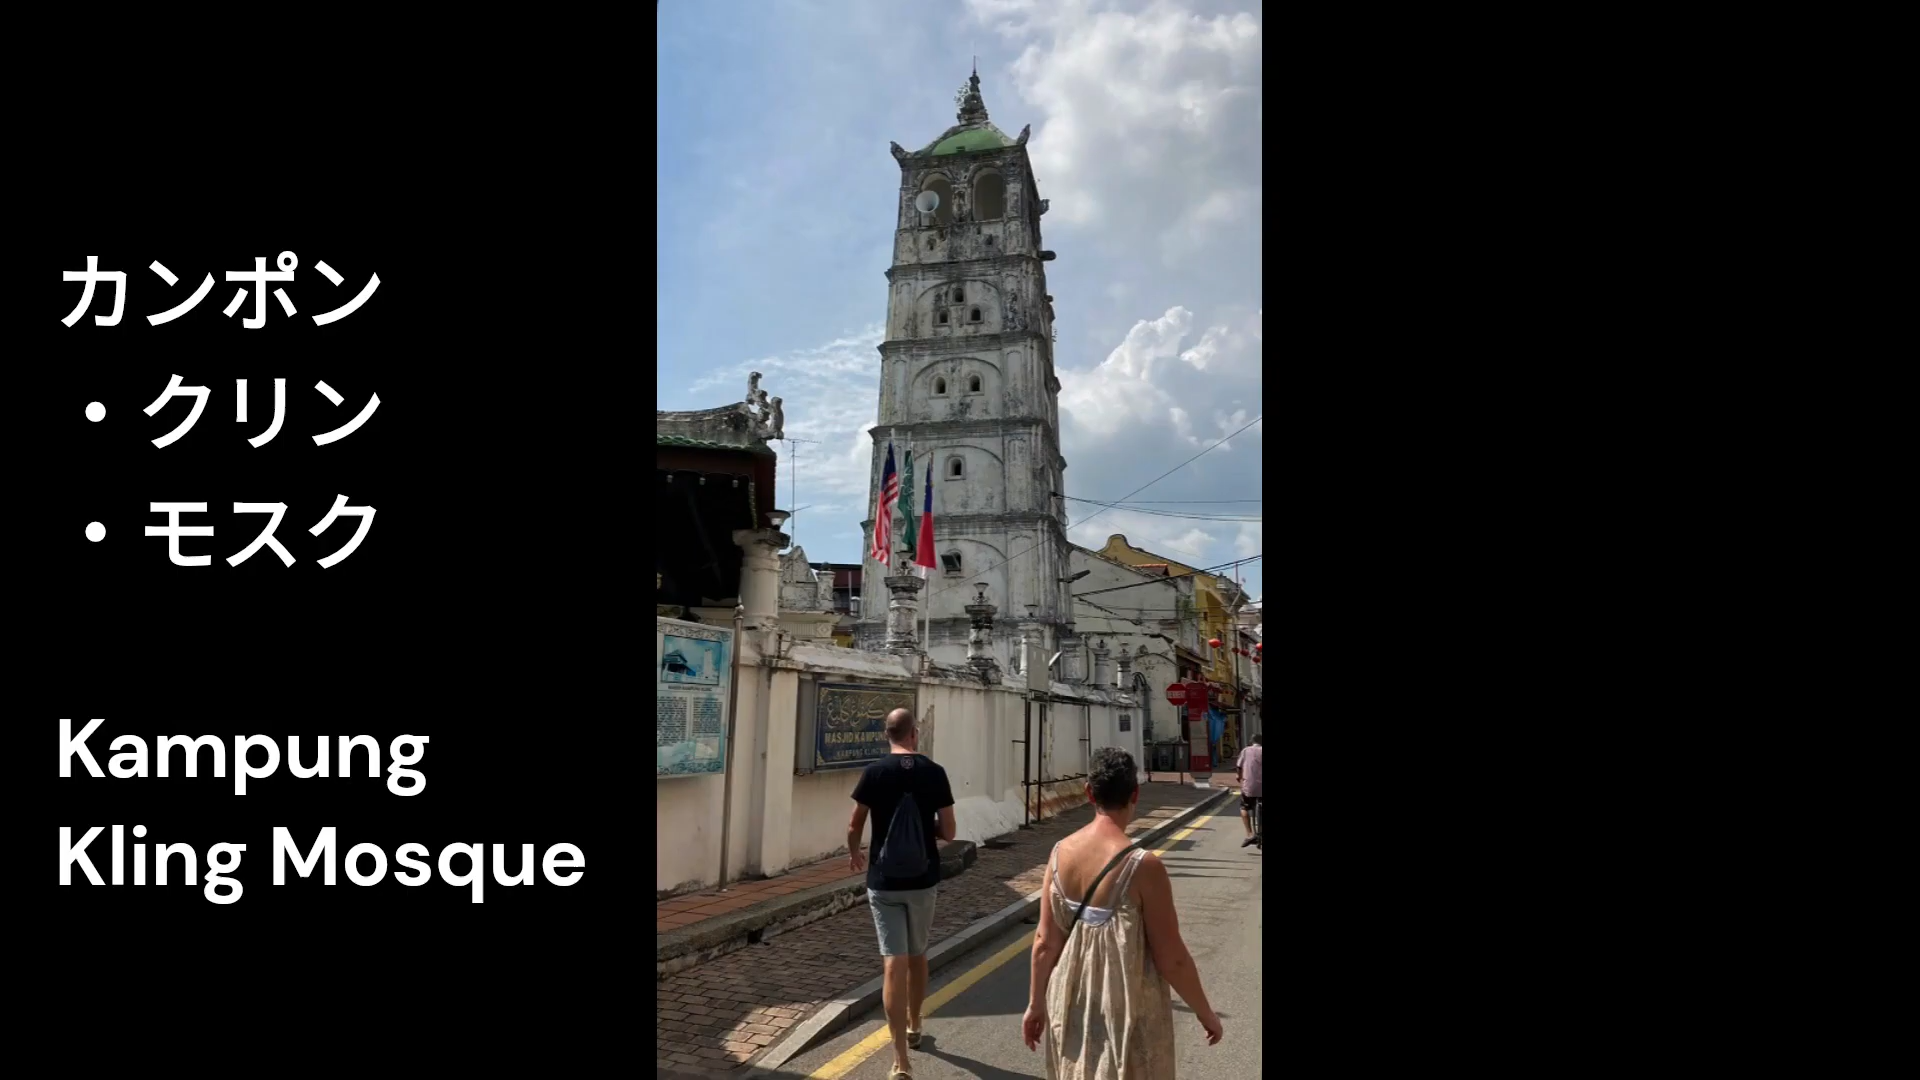 カンポン
・クリン
・モスク
Kampung
Kling Mosque
MASJID KAMPUNG
KAMPUNG KLING